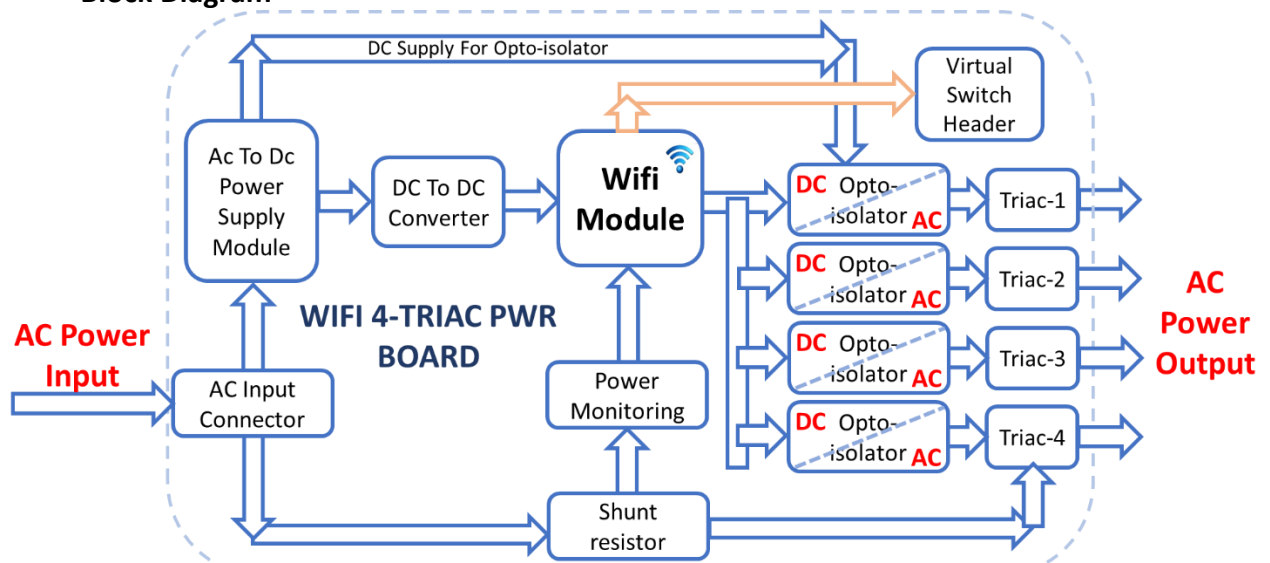 Block Diagram
DC Supply For Opto-isolator
Virtual
Switch
Header
Ac To Dc
Power
Supply
Module
DC To DC
Converter
Wifi
Module
DC Opto-
isolator AC
Triac-1
DC Opto-
isolator AC
Triac-2
DC Opto-
isolator AC
Triac-3
DC Opto-
isolator AC
Triac-4
WIFI 4-TRIAC PWR
BOARD
AC Power
Input
AC Input
Connector
Power
Monitoring
Shunt
resistor
AC
Power
Output